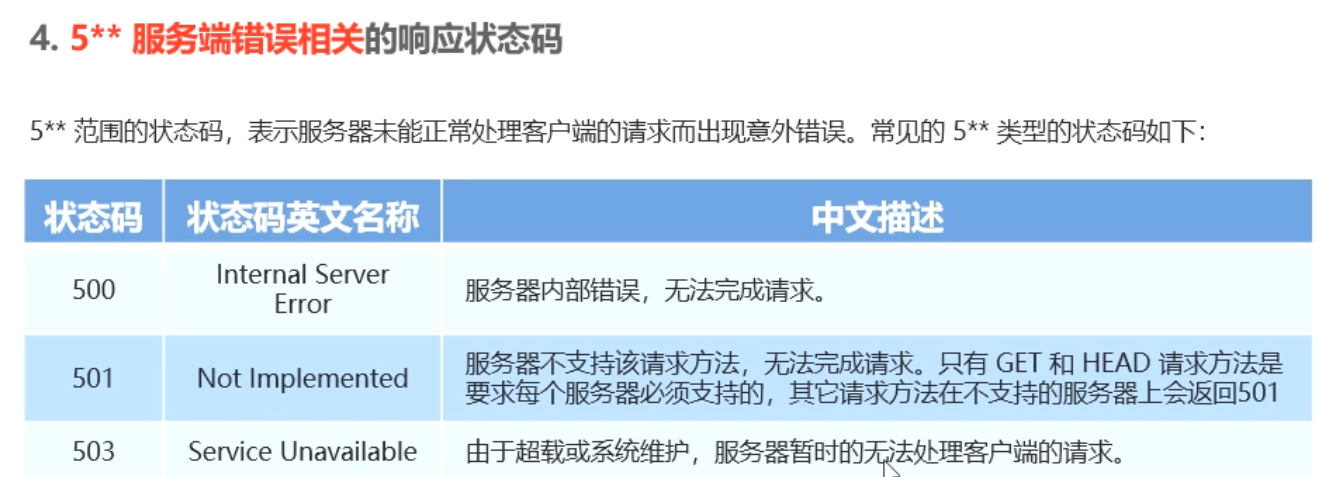 4. 5** 服务端错误相关的响应状态码
5** 范围的状态码，表示服务器未能正常处理客户端的请求而出现意外错误。常见的 5** 类型的状态码如下：
状态码 状态码英文名称 中文描述
500 Internal Server Error 服务器内部错误，无法完成请求。
501 Not Implemented 服务器不支持该请求方法，无法完成请求。只有 GET 和 HEAD 请求方法是
要求每个服务器必须支持的，其它请求方法在不支持的服务器上会返回501
503 Service Unavailable 由于超载或系统维护，服务器暂时的无法处理客户端的请求。